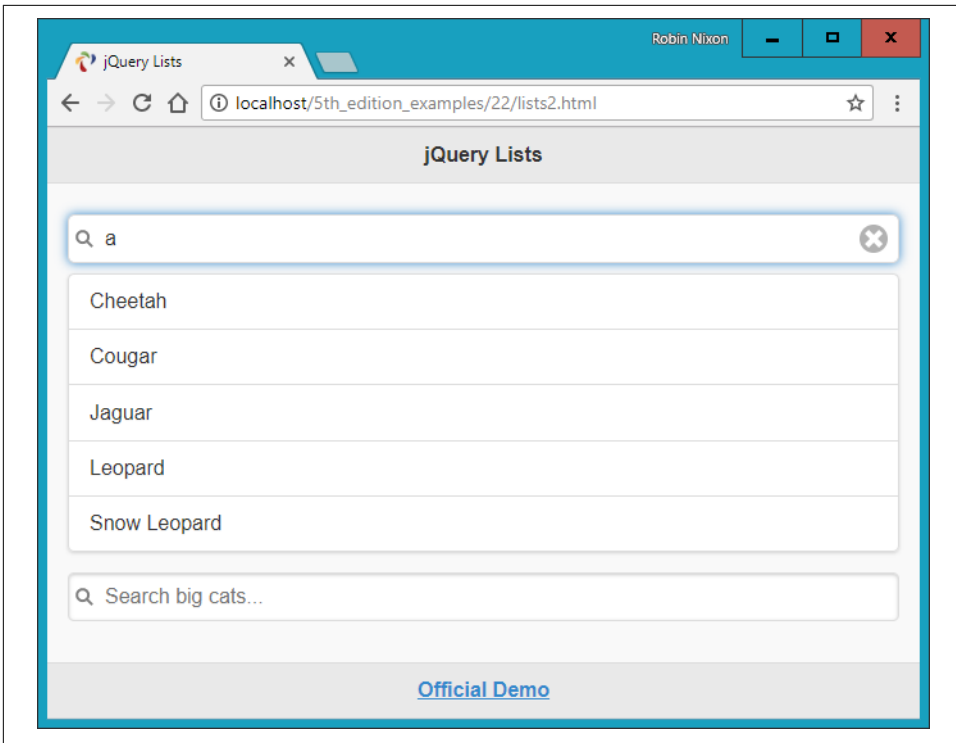 Robin Nixon
jQuery Lists
localhost/5th_edition_examples/22/lists2.html
jQuery Lists
a
Cheetah
Cougar
Jaguar
Leopard
Snow Leopard
Search big cats...
Official Demo